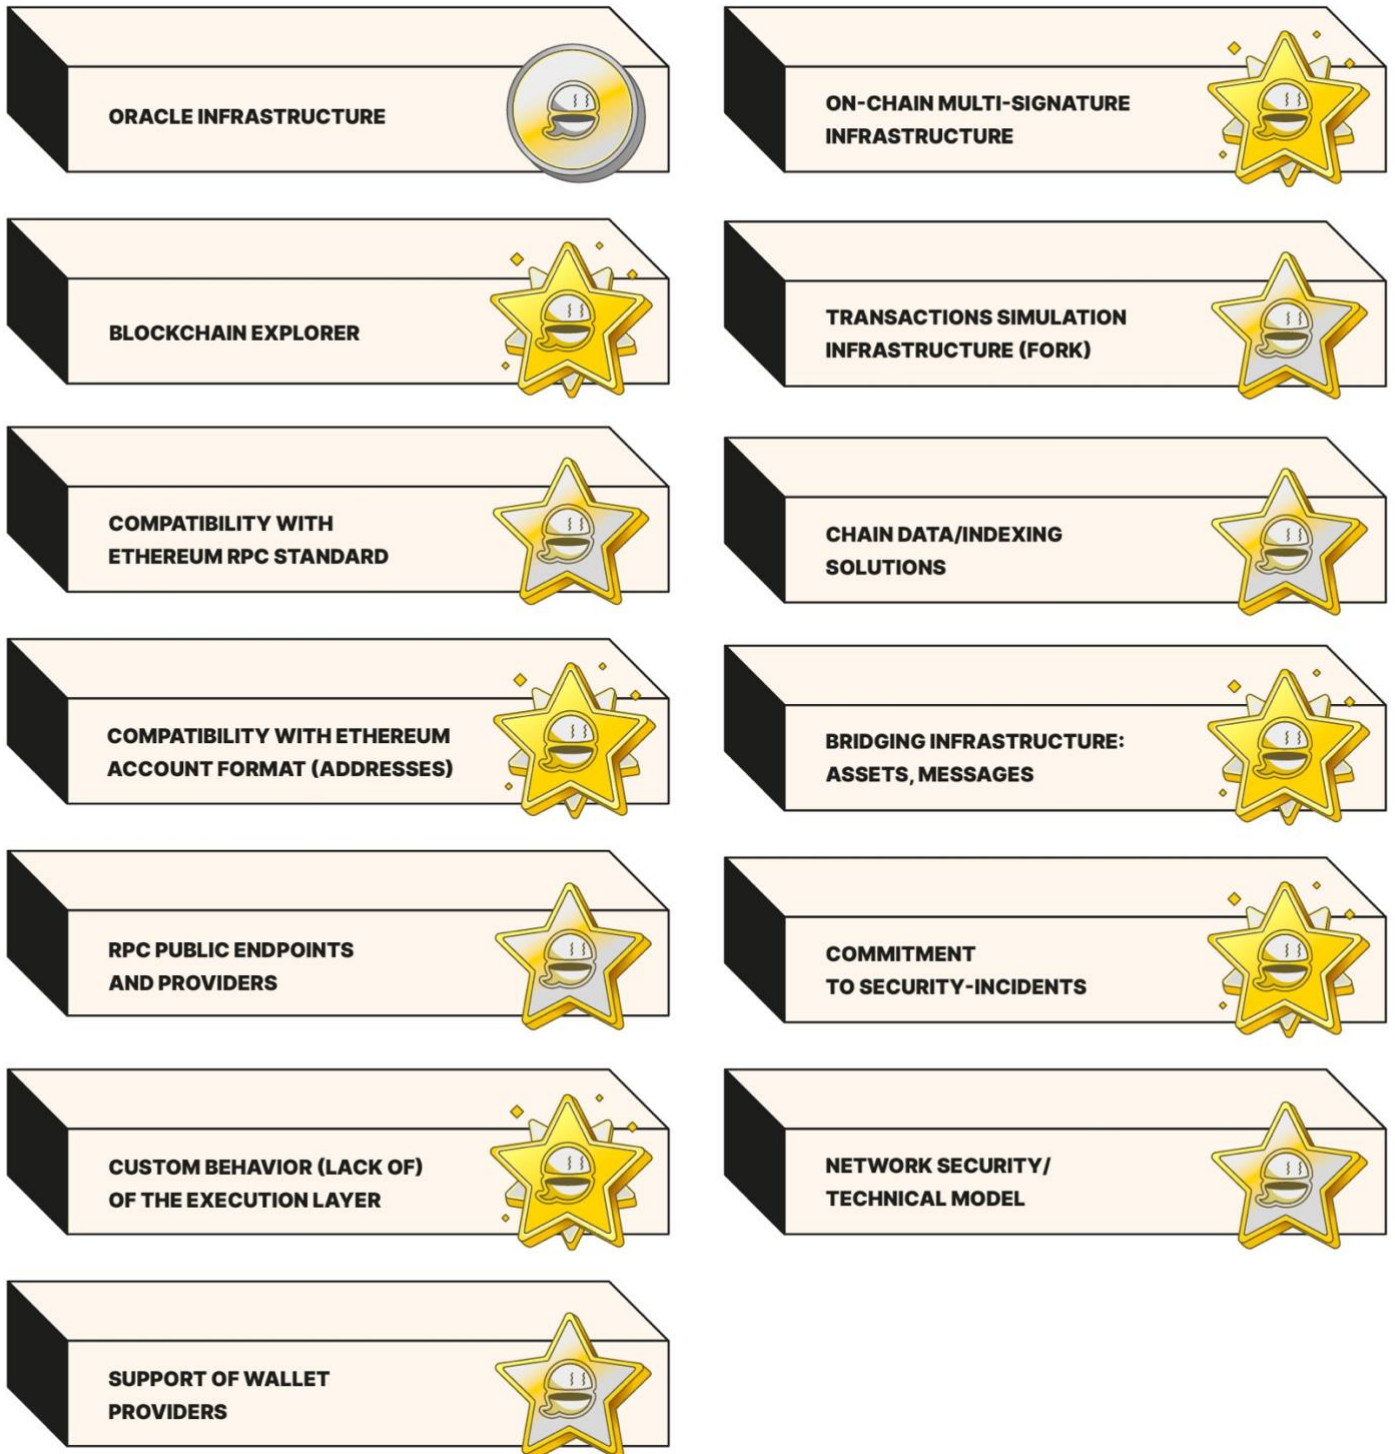 ORACLE INFRASTRUCTURE
BLOCKCHAIN EXPLORER
COMPATIBILITY WITH
ETHEREUM RPC STANDARD
COMPATIBILITY WITH ETHEREUM
ACCOUNT FORMAT (ADDRESSES)
RPC PUBLIC ENDPOINTS
AND PROVIDERS
CUSTOM BEHAVIOR (LACK OF)
OF THE EXECUTION LAYER
SUPPORT OF WALLET
PROVIDERS
ON-CHAIN MULTI-SIGNATURE
INFRASTRUCTURE
TRANSACTIONS SIMULATION
INFRASTRUCTURE (FORK)
CHAIN DATA/INDEXING
SOLUTIONS
BRIDGING INFRASTRUCTURE:
ASSETS, MESSAGES
COMMITMENT
TO SECURITY-INCIDENTS
NETWORK SECURITY/
TECHNICAL MODEL